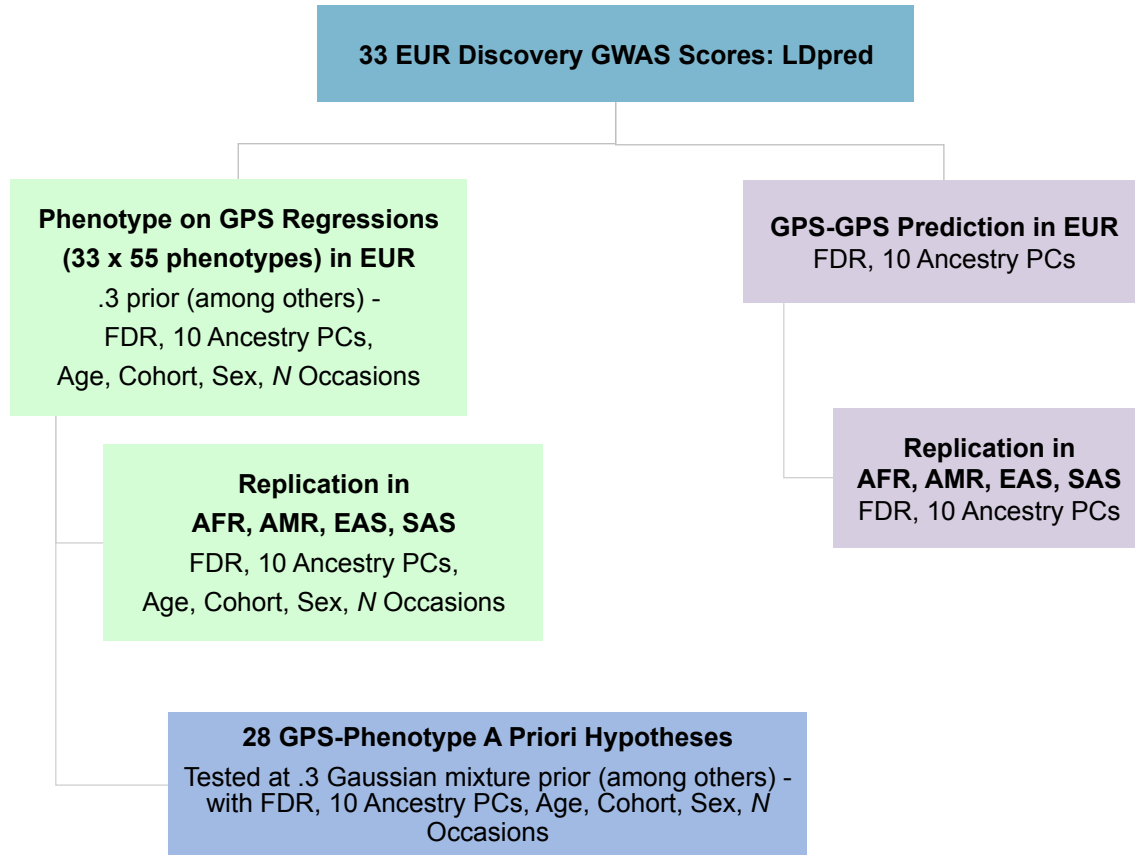 33 EUR Discovery GWAS Scores: LDpred
Phenotype on GPS Regressions
(33 x 55 phenotypes) in EUR
.3 prior (among others) -
FDR, 10 Ancestry PCs,
Age, Cohort, Sex, N Occasions
GPS-GPS Prediction in EUR
FDR, 10 Ancestry PCs
Replication in
AFR, AMR, EAS, SAS
FDR, 10 Ancestry PCs,
Age, Cohort, Sex, N Occasions
Replication in
AFR, AMR, EAS, SAS
FDR, 10 Ancestry PCs
28 GPS-Phenotype A Priori Hypotheses
Tested at .3 Gaussian mixture prior (among others) -
with FDR, 10 Ancestry PCs, Age, Cohort, Sex, N
Occasions